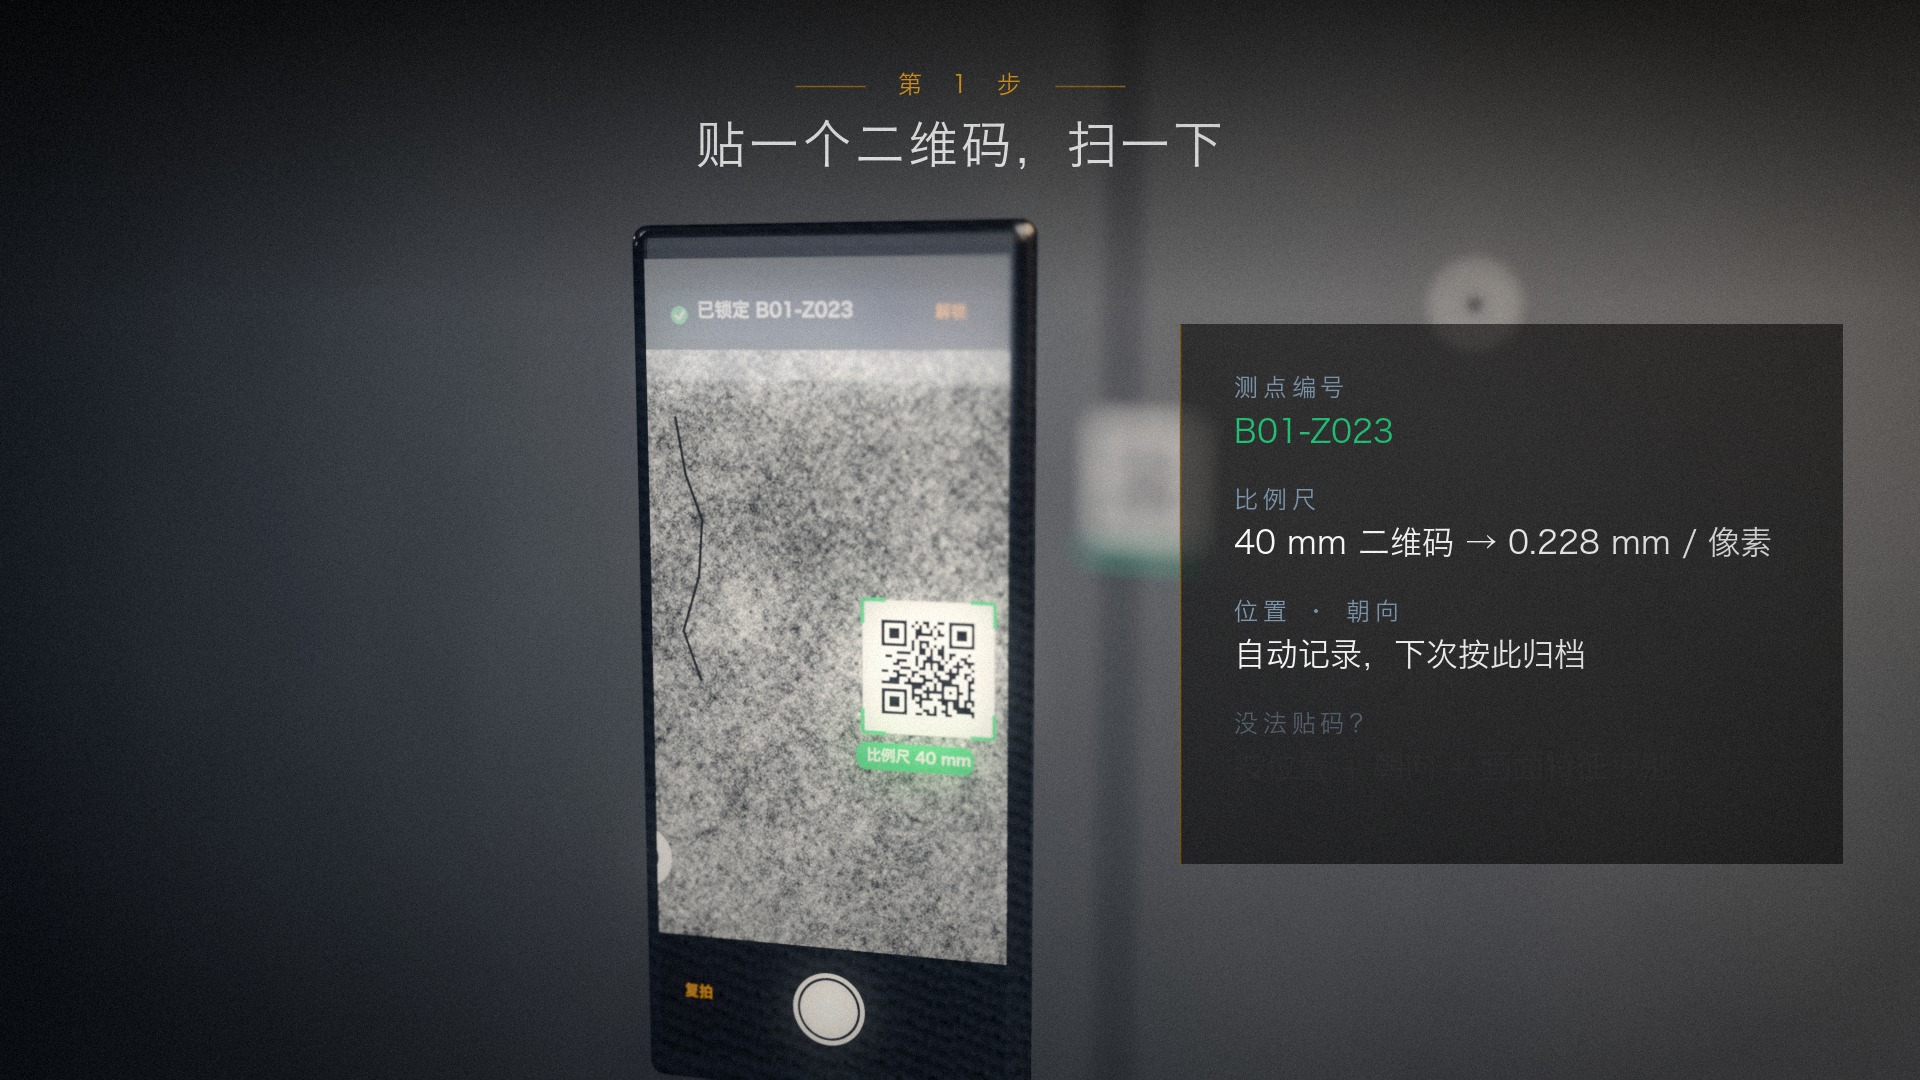 第 1 步
贴一个二维码，扫一下
已锁定 B01-Z023
解锁
比例尺 40 mm
复拍
测点编号
B01-Z023
比例尺
40 mm 二维码 → 0.228 mm / 像素
位置 · 朝向
自动记录，下次按此归档
没法贴码？